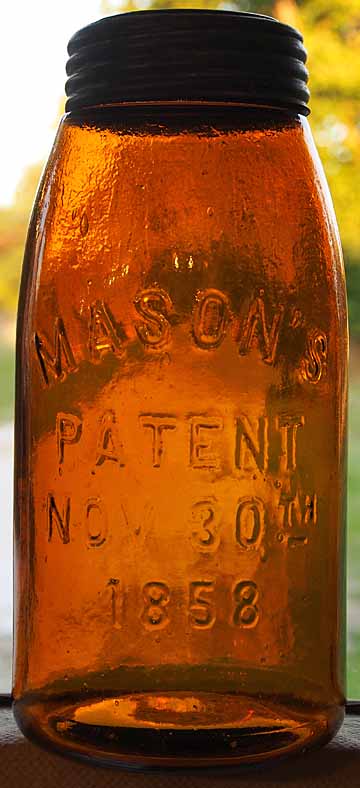 MASON'S
PATENT
NOV 30TH
1858